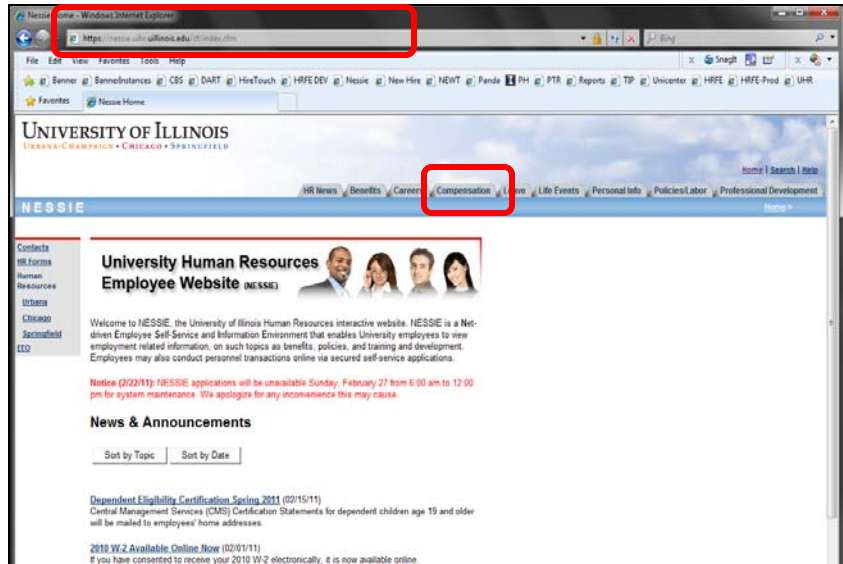 Nessie Home - Windows Internet Explorer
https://nessie.uihr.uillinois.edu/cf/index.cfm
Bing
File Edit View Favorites Tools Help
x SnagIt
Banner BannoInstances CBS DART HireTouch HRFE DEV Nessie New Hire NEWT Panda PH PTR Reports TIP Unicenter HRFE HRFE-Prod UHR
Favorites Nessie Home
UNIVERSITY OF ILLINOIS
URBANA-CHAMPAIGN • CHICAGO • SPRINGFIELD
Home | Search | Help
HR News Benefits Careers Compensation Leave Life Events Personal Info Policies/Labor Professional Development
NESSIE
Home >
Contacts
HR Forms
Human Resources
Urbana
Chicago
Springfield
EEO
University Human Resources
Employee Website (NESSIE)
Welcome to NESSIE, the University of Illinois Human Resources interactive website. NESSIE is a Net-
driven Employee Self-Service and Information Environment that enables University employees to view
employment related information, on such topics as benefits, policies, and training and development.
Employees may also conduct personnel transactions online via secured self-service applications.
Notice (2/22/11): NESSIE applications will be unavailable Sunday, February 27 from 6:00 am to 12:00
pm for system maintenance. We apologize for any inconvenience this may cause.
News & Announcements
Sort by Topic Sort by Date
Dependent Eligibility Certification Spring 2011 (02/15/11)
Central Management Services (CMS) Certification Statements for dependent children age 19 and older
will be mailed to employees' home addresses.
2010 W-2 Available Online Now (02/01/11)
If you have consented to receive your 2010 W-2 electronically, it is now available online.